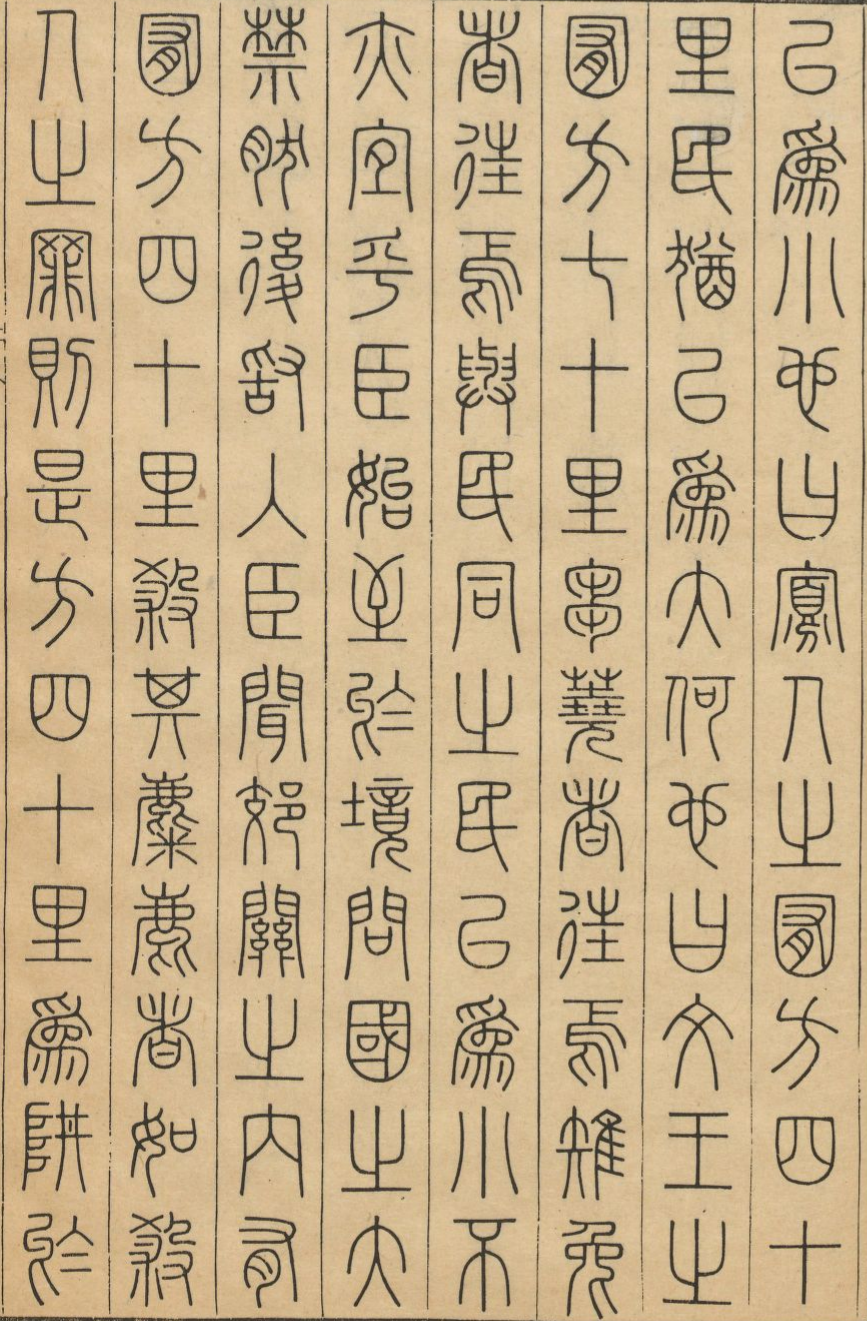 以爲小也曰寡人之囿方四十
里民猶以爲大何也曰文王之
囿方七十里芻蕘者往焉雉兔
者往焉與民同之民以爲小不
亦宜乎臣始至於境問國之大
禁然後敢入臣聞郊關之內有
囿方四十里殺其麋鹿者如殺
人之罪則是方四十里爲阱於